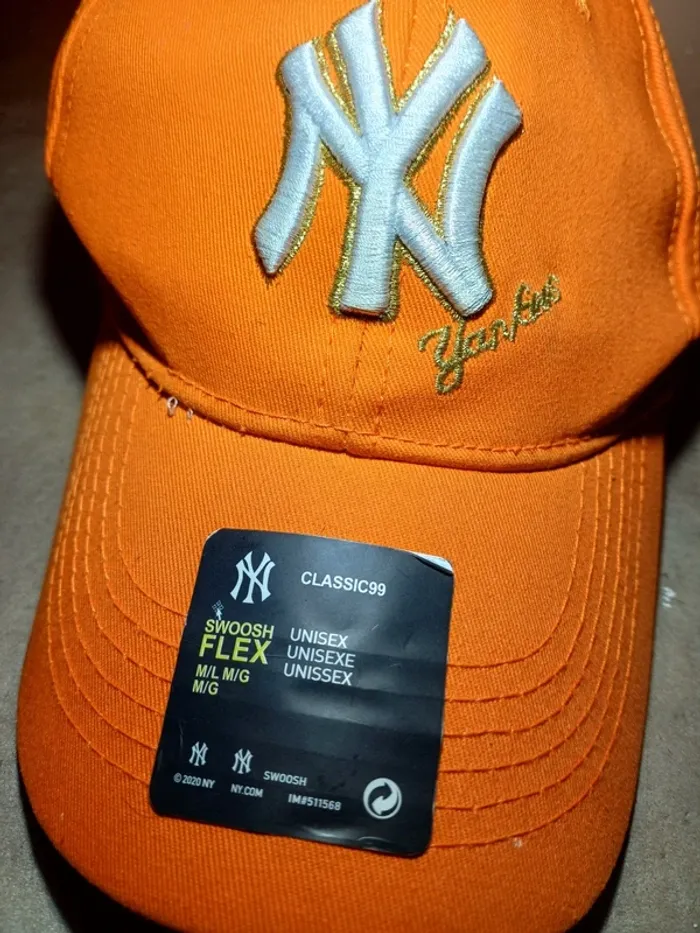 NY
Yankees
NY
CLASSIC99
SWOOSH
FLEX
M/L M/G
M/G
UNISEX
UNISEXE
UNISSEX
NY
NY
SWOOSH
© 2020 NY
NY.COM
IM#511568